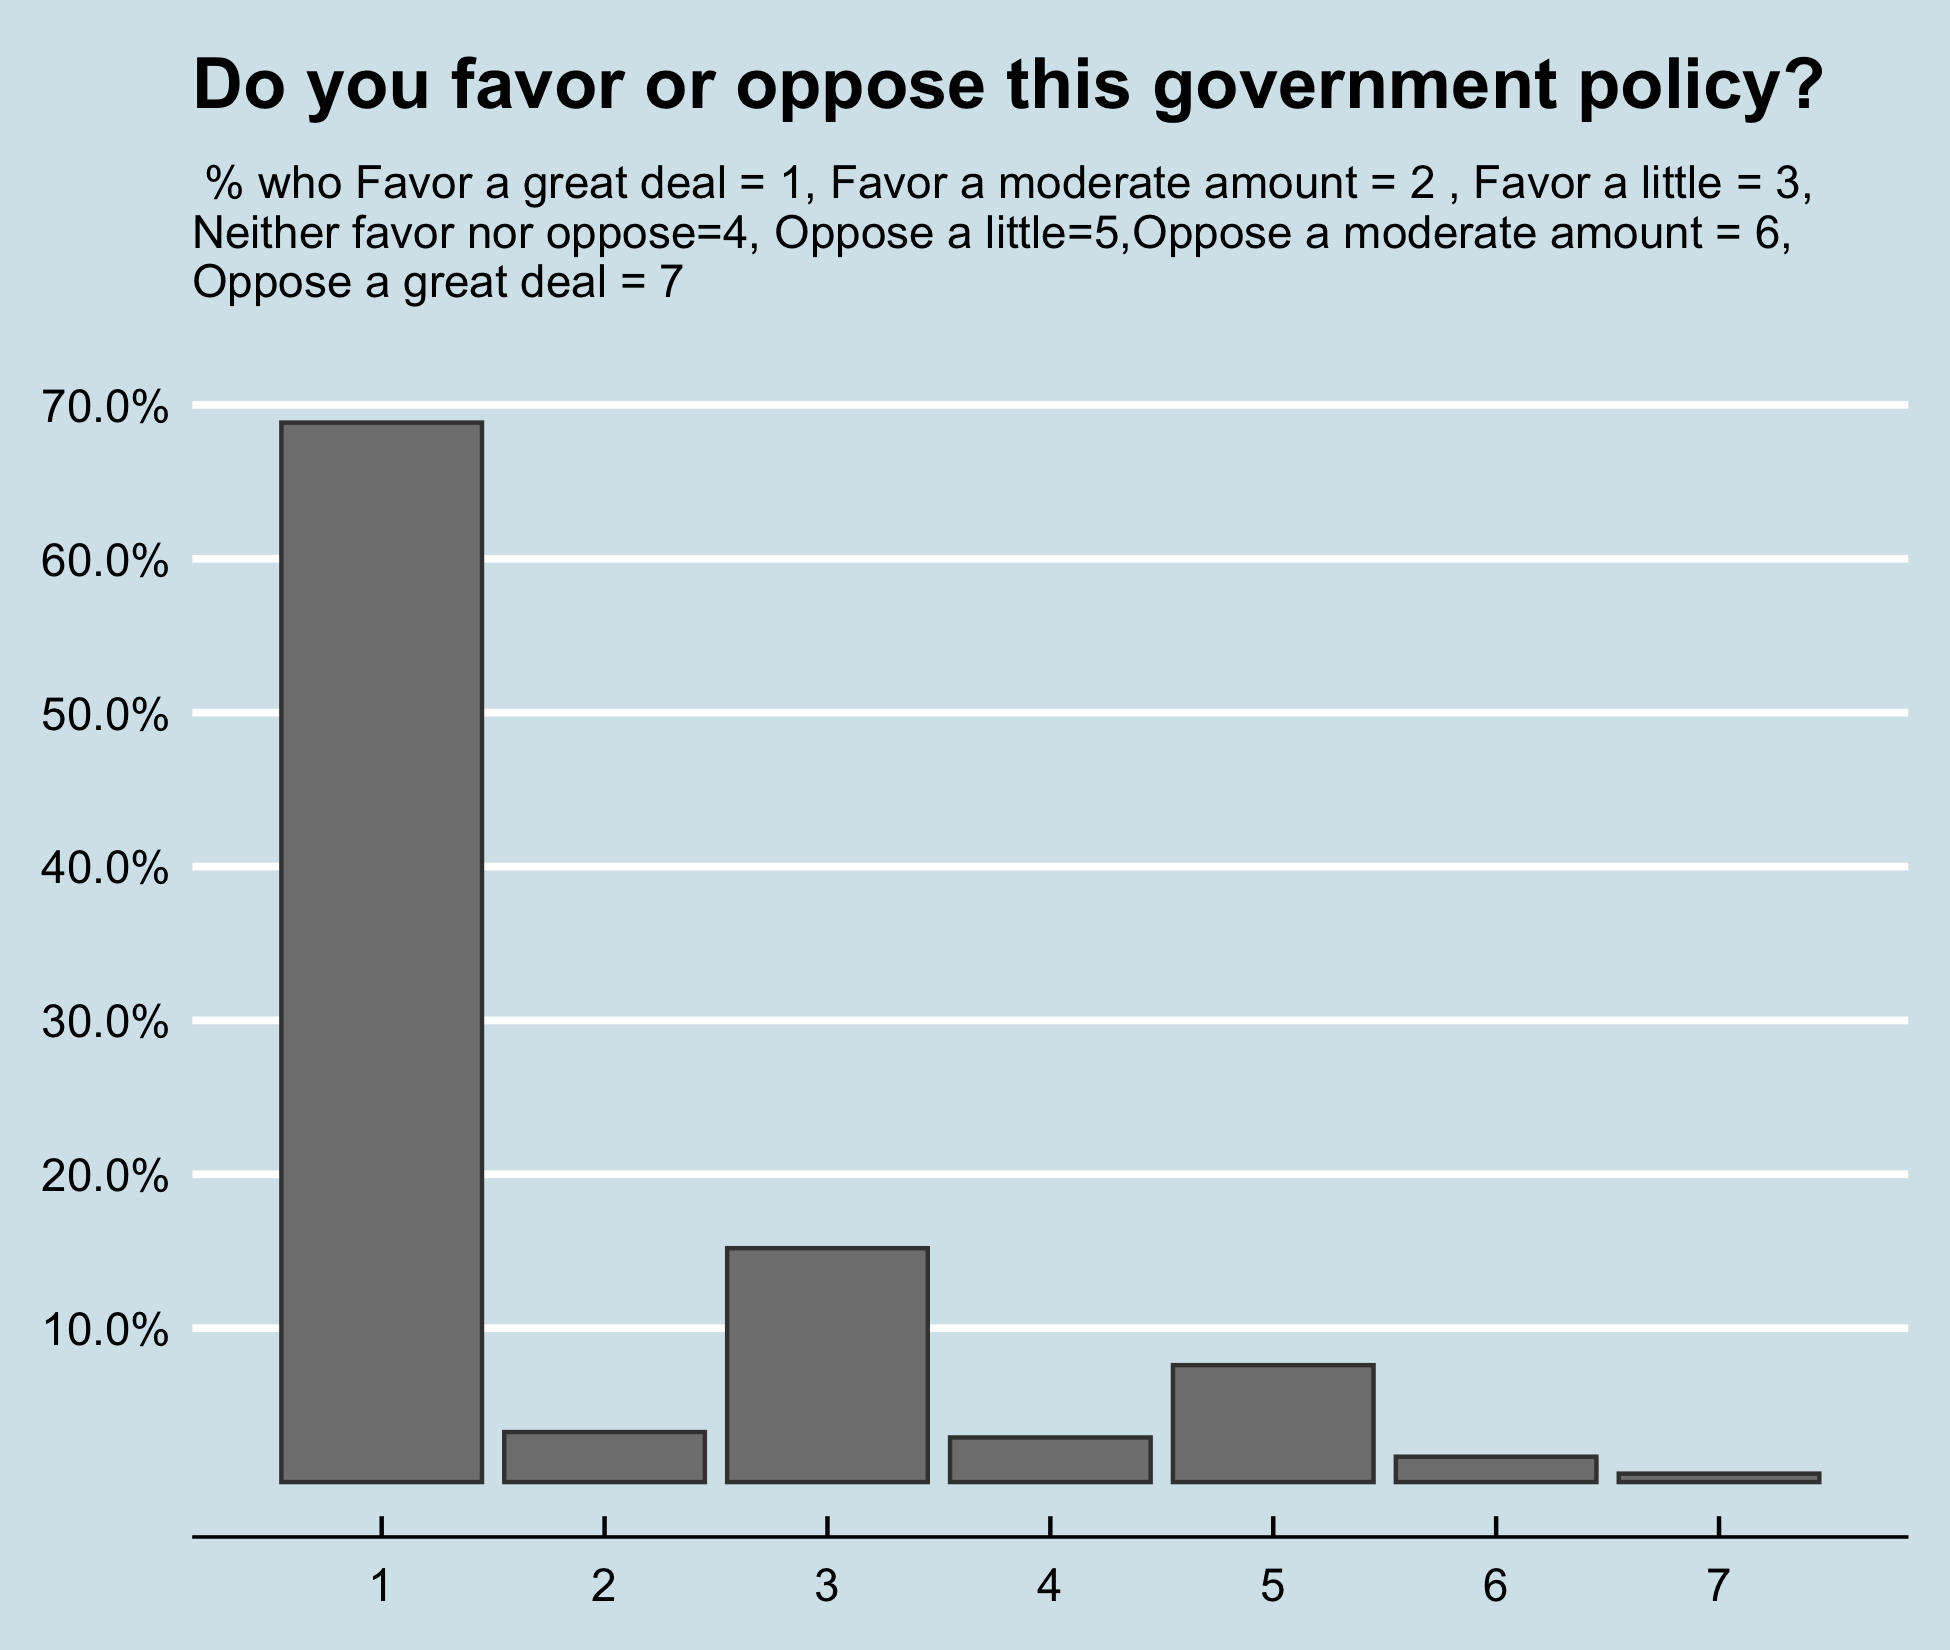 Do you favor or oppose this government policy?
% who Favor a great deal = 1, Favor a moderate amount = 2 , Favor a little = 3,
Neither favor nor oppose=4, Oppose a little=5,Oppose a moderate amount = 6,
Oppose a great deal = 7
70.0%
60.0%
50.0%
40.0%
30.0%
20.0%
10.0%
1 2 3 4 5 6 7